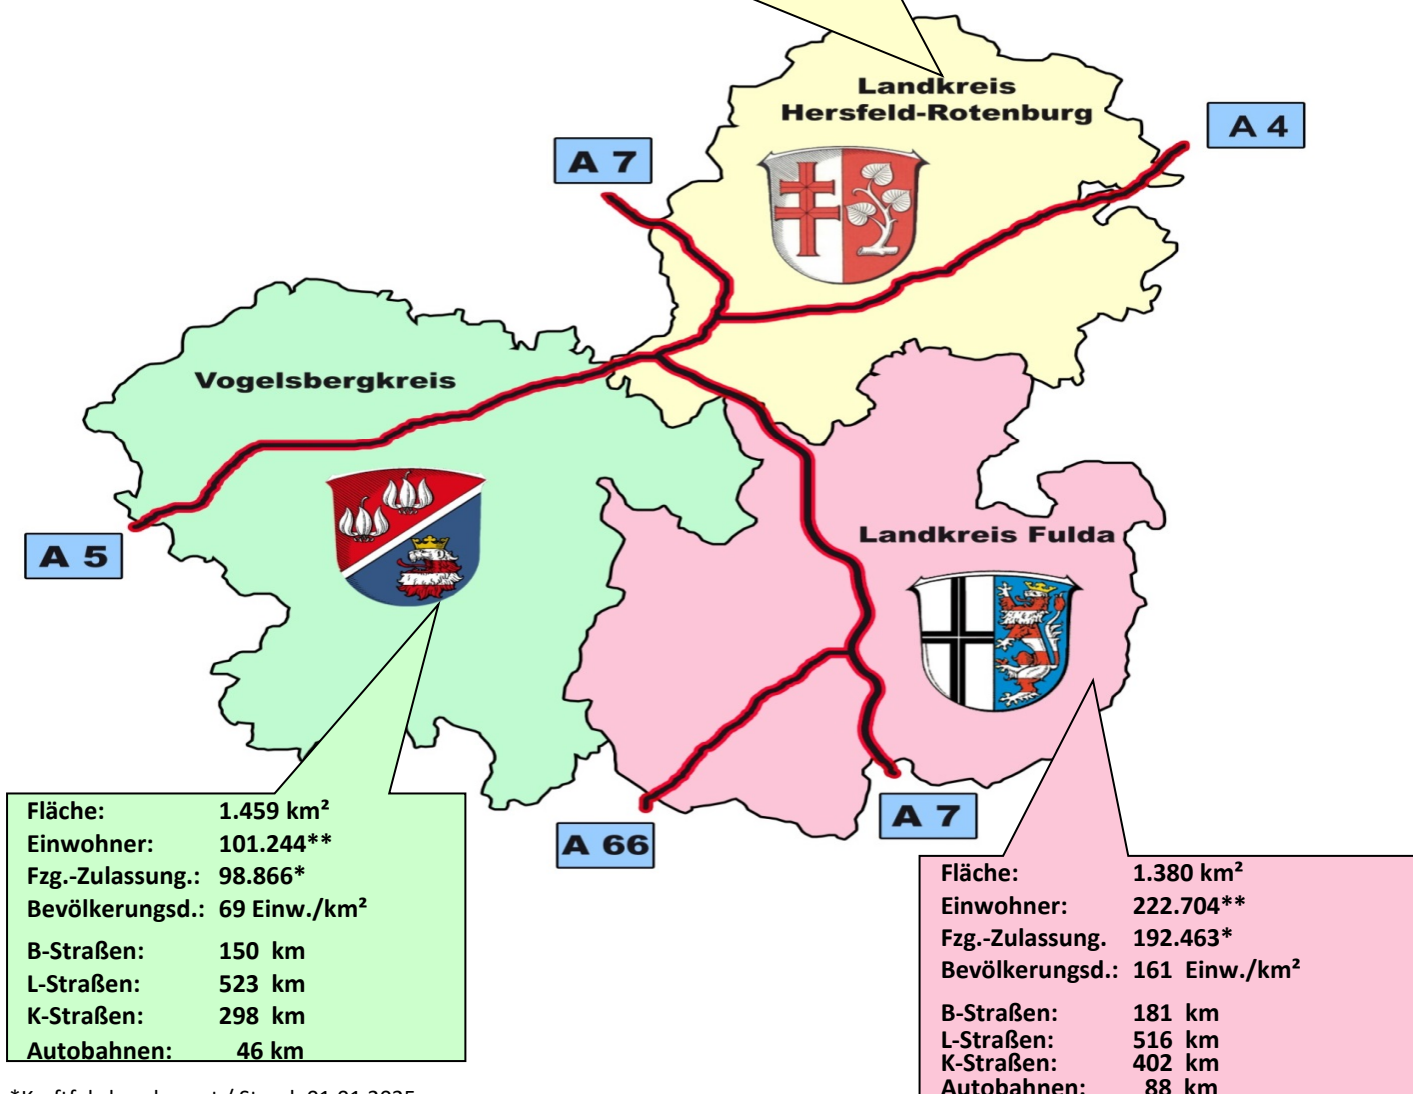 Landkreis
Hersfeld-Rotenburg
A 4
A 7
Vogelsbergkreis
A 5
Landkreis Fulda
A 7
A 66
Fläche: 1.459 km²
Einwohner: 101.244**
Fzg.-Zulassung.: 98.866*
Bevölkerungsd.: 69 Einw./km²
B-Straßen: 150 km
L-Straßen: 523 km
K-Straßen: 298 km
Autobahnen: 46 km
Fläche: 1.380 km²
Einwohner: 222.704**
Fzg.-Zulassung. 192.463*
Bevölkerungsd.: 161 Einw./km²
B-Straßen: 181 km
L-Straßen: 516 km
K-Straßen: 402 km
Autobahnen: 88 km